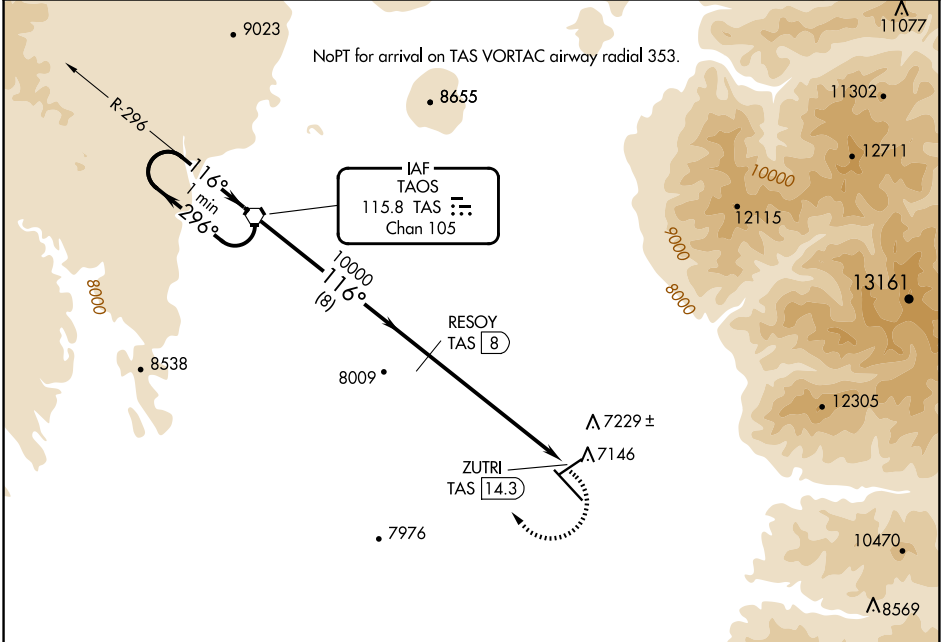 11077
9023
NoPT for arrival on TAS VORTAC airway radial 353.
11302
8655
R-296
12711
IAF
TAOS
115.8 TAS
Chan 105
116°
1 min
296°
10000
12115
9000
10000
116°
(8)
8000
13161
8000
RESOY
TAS 8
8538
8009
12305
7229 ±
7146
ZUTRI
TAS 14.3
7976
10470
8569